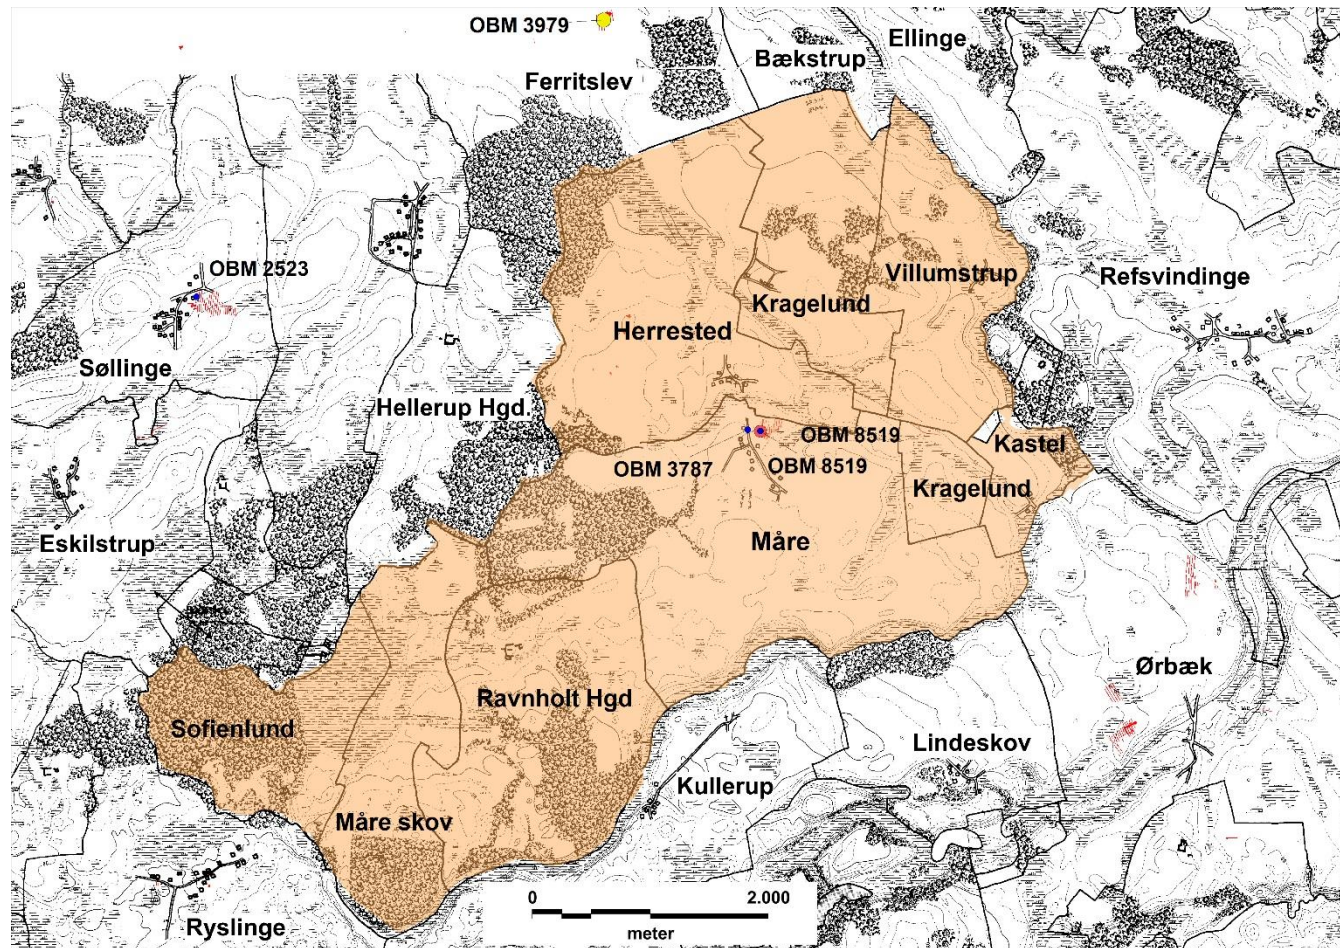 OBM 3979
Ellinge
Bækstrup
Ferritslev
OBM 2523
Villumstrup
Refsvindinge
Kragelund
Herrested
Søllinge
Hellerup Hgd.
OBM 8519
Kastel
OBM 3787
OBM 8519
Kragelund
Eskilstrup
Måre
Ørbæk
Ravnholt Hgd
Sofienlund
Lindeskov
Kullerup
Måre skov
0 2.000
meter
Ryslinge